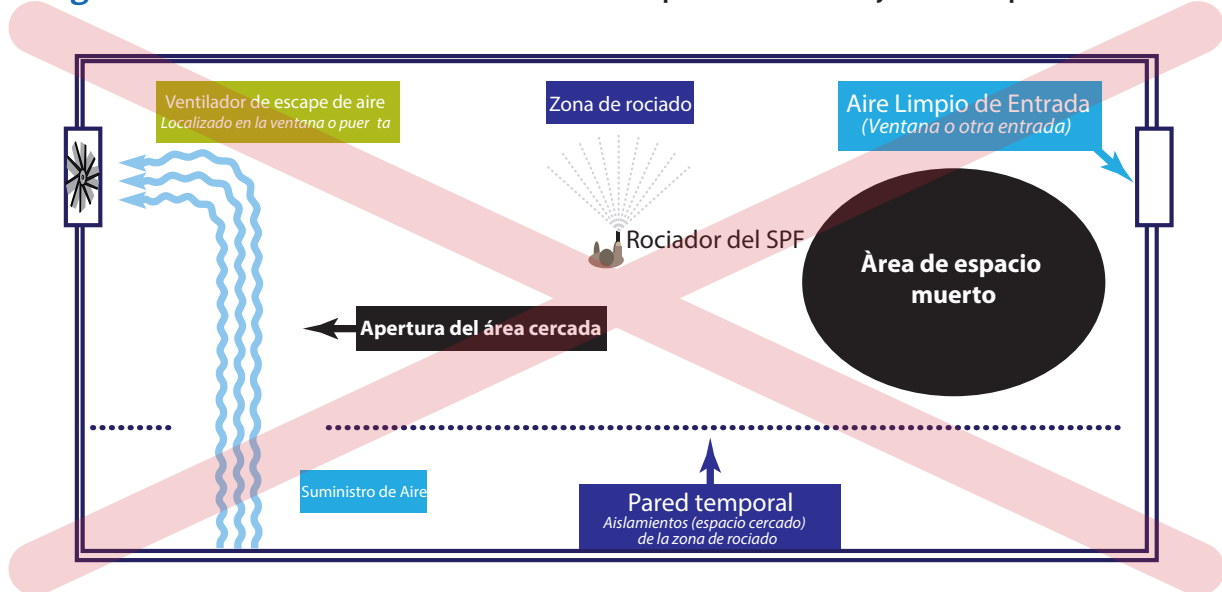 Ventilador de escape de aire
Localizado en la ventana o puer ta
Zona de rociado
Aire Limpio de Entrada
(Ventana o otra entrada)
Rociador del SPF
Àrea de espacio
muerto
Apertura del área cercada
Suministro de Aire
Pared temporal
Aislamientos (espacio cercado)
de la zona de rociado